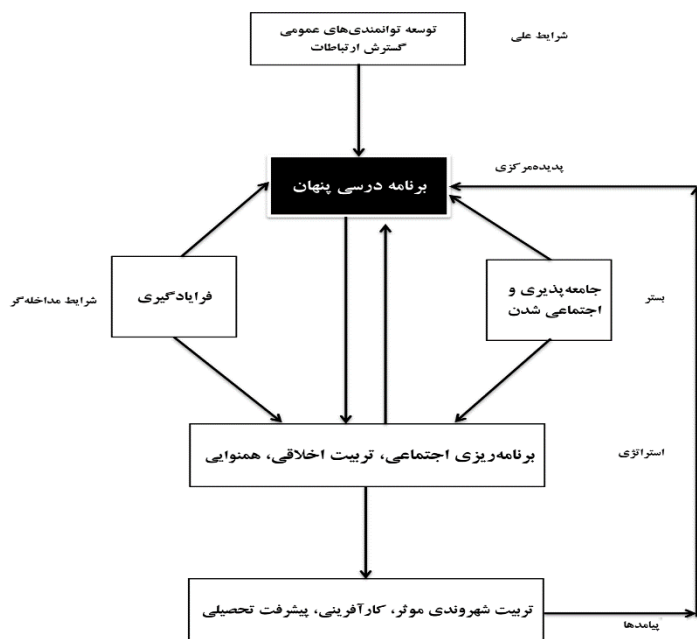 توسعه توانمندی‌های عمومی
گسترش ارتباطات
شرایط علی
پدیده‌مرکزی
برنامه درسی پنهان
جامعه‌پذیری و
اجتماعی شدن
بستر
فرایادگیری
شرایط مداخله‌گر
برنامه‌ریزی اجتماعی، تربیت اخلاقی، همنوایی
استراتژی
تربیت شهروندی موثر، کارآفرینی، پیشرفت تحصیلی
پیامدها